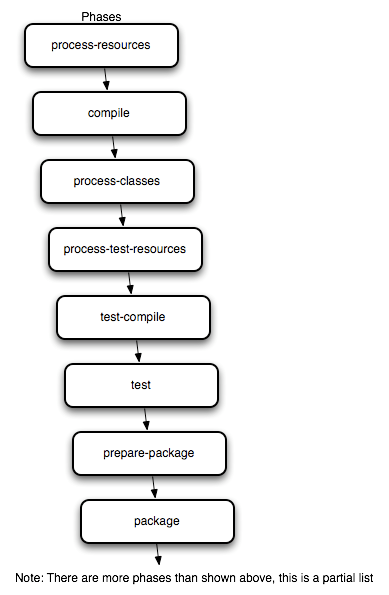 Phases
process-resources
compile
process-classes
process-test-resources
test-compile
test
prepare-package
package
Note: There are more phases than shown above, this is a partial list